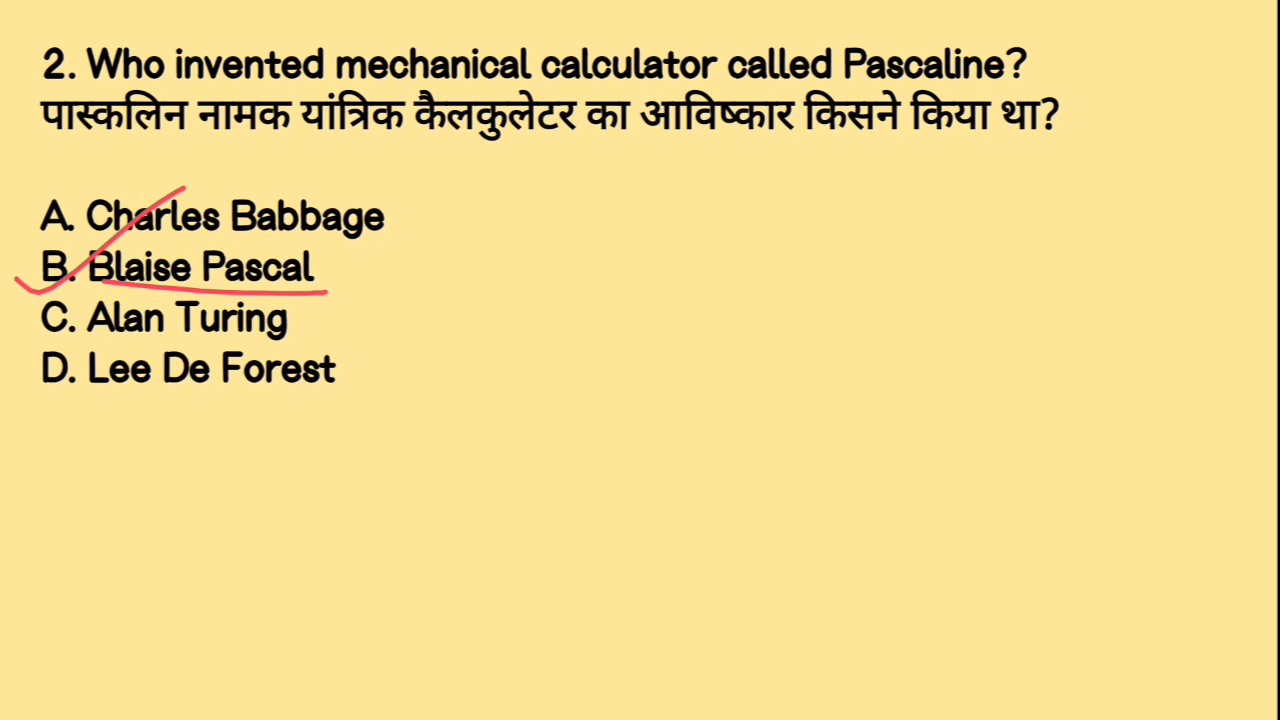 2. Who invented mechanical calculator called Pascaline?
पास्कलिन नामक यांत्रिक कैलकुलेटर का आविष्कार किसने किया था?
A. Charles Babbage
B. Blaise Pascal
C. Alan Turing
D. Lee De Forest